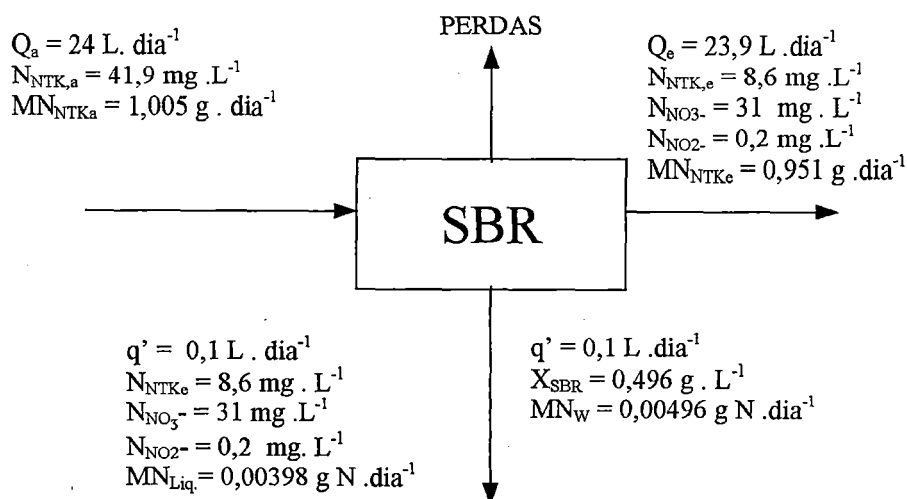 PERDAS
Qa = 24 L. dia-1
NNTK,a = 41,9 mg .L-1
MNNTKa = 1,005 g . dia-1
Qe = 23,9 L .dia-1
NNTK,e = 8,6 mg .L-1
NNO3- = 31 mg . L-1
NNO2- = 0,2 mg .L-1
MNNTKe = 0,951 g .dia-1
SBR
q' = 0,1 L . dia-1
NNTKe = 8,6 mg . L-1
NNO3- = 31 mg .L-1
NNO2- = 0,2 mg. L-1
MNLiq.= 0,00398 g N .dia-1
q' = 0,1 L .dia-1
XSBR = 0,496 g . L-1
MNW = 0,00496 g N .dia-1